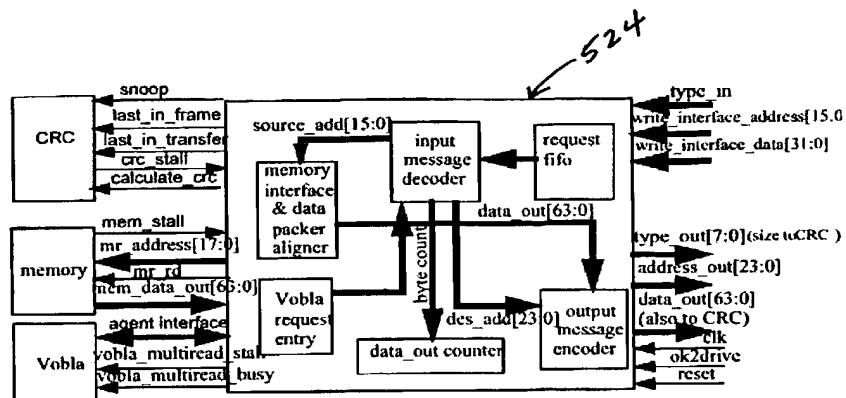 524
snoop
last_in_frame
last_in_transfer
crc_stall
calculate_crc
CRC
mem_stall
mr_address[17:0]
mr_rd
mem_data_out[63:0]
memory
agent interface
vobla_multiread_stall
vobla_multiread_busy
Vobla
source_add[15:0]
input
message
decoder
request
fifo
memory
interface
& data
packer
aligner
data_out[63:0]
byte count
Vobla
request
entry
des_add[23:0]
output
message
encoder
data_out counter
type_in
write_interface_address[15:0
write_interface_data[31:0]
type_out[7:0](size toCRC )
address_out[23:0]
data_out[63:0]
(also to CRC)
clk
ok2drive
reset